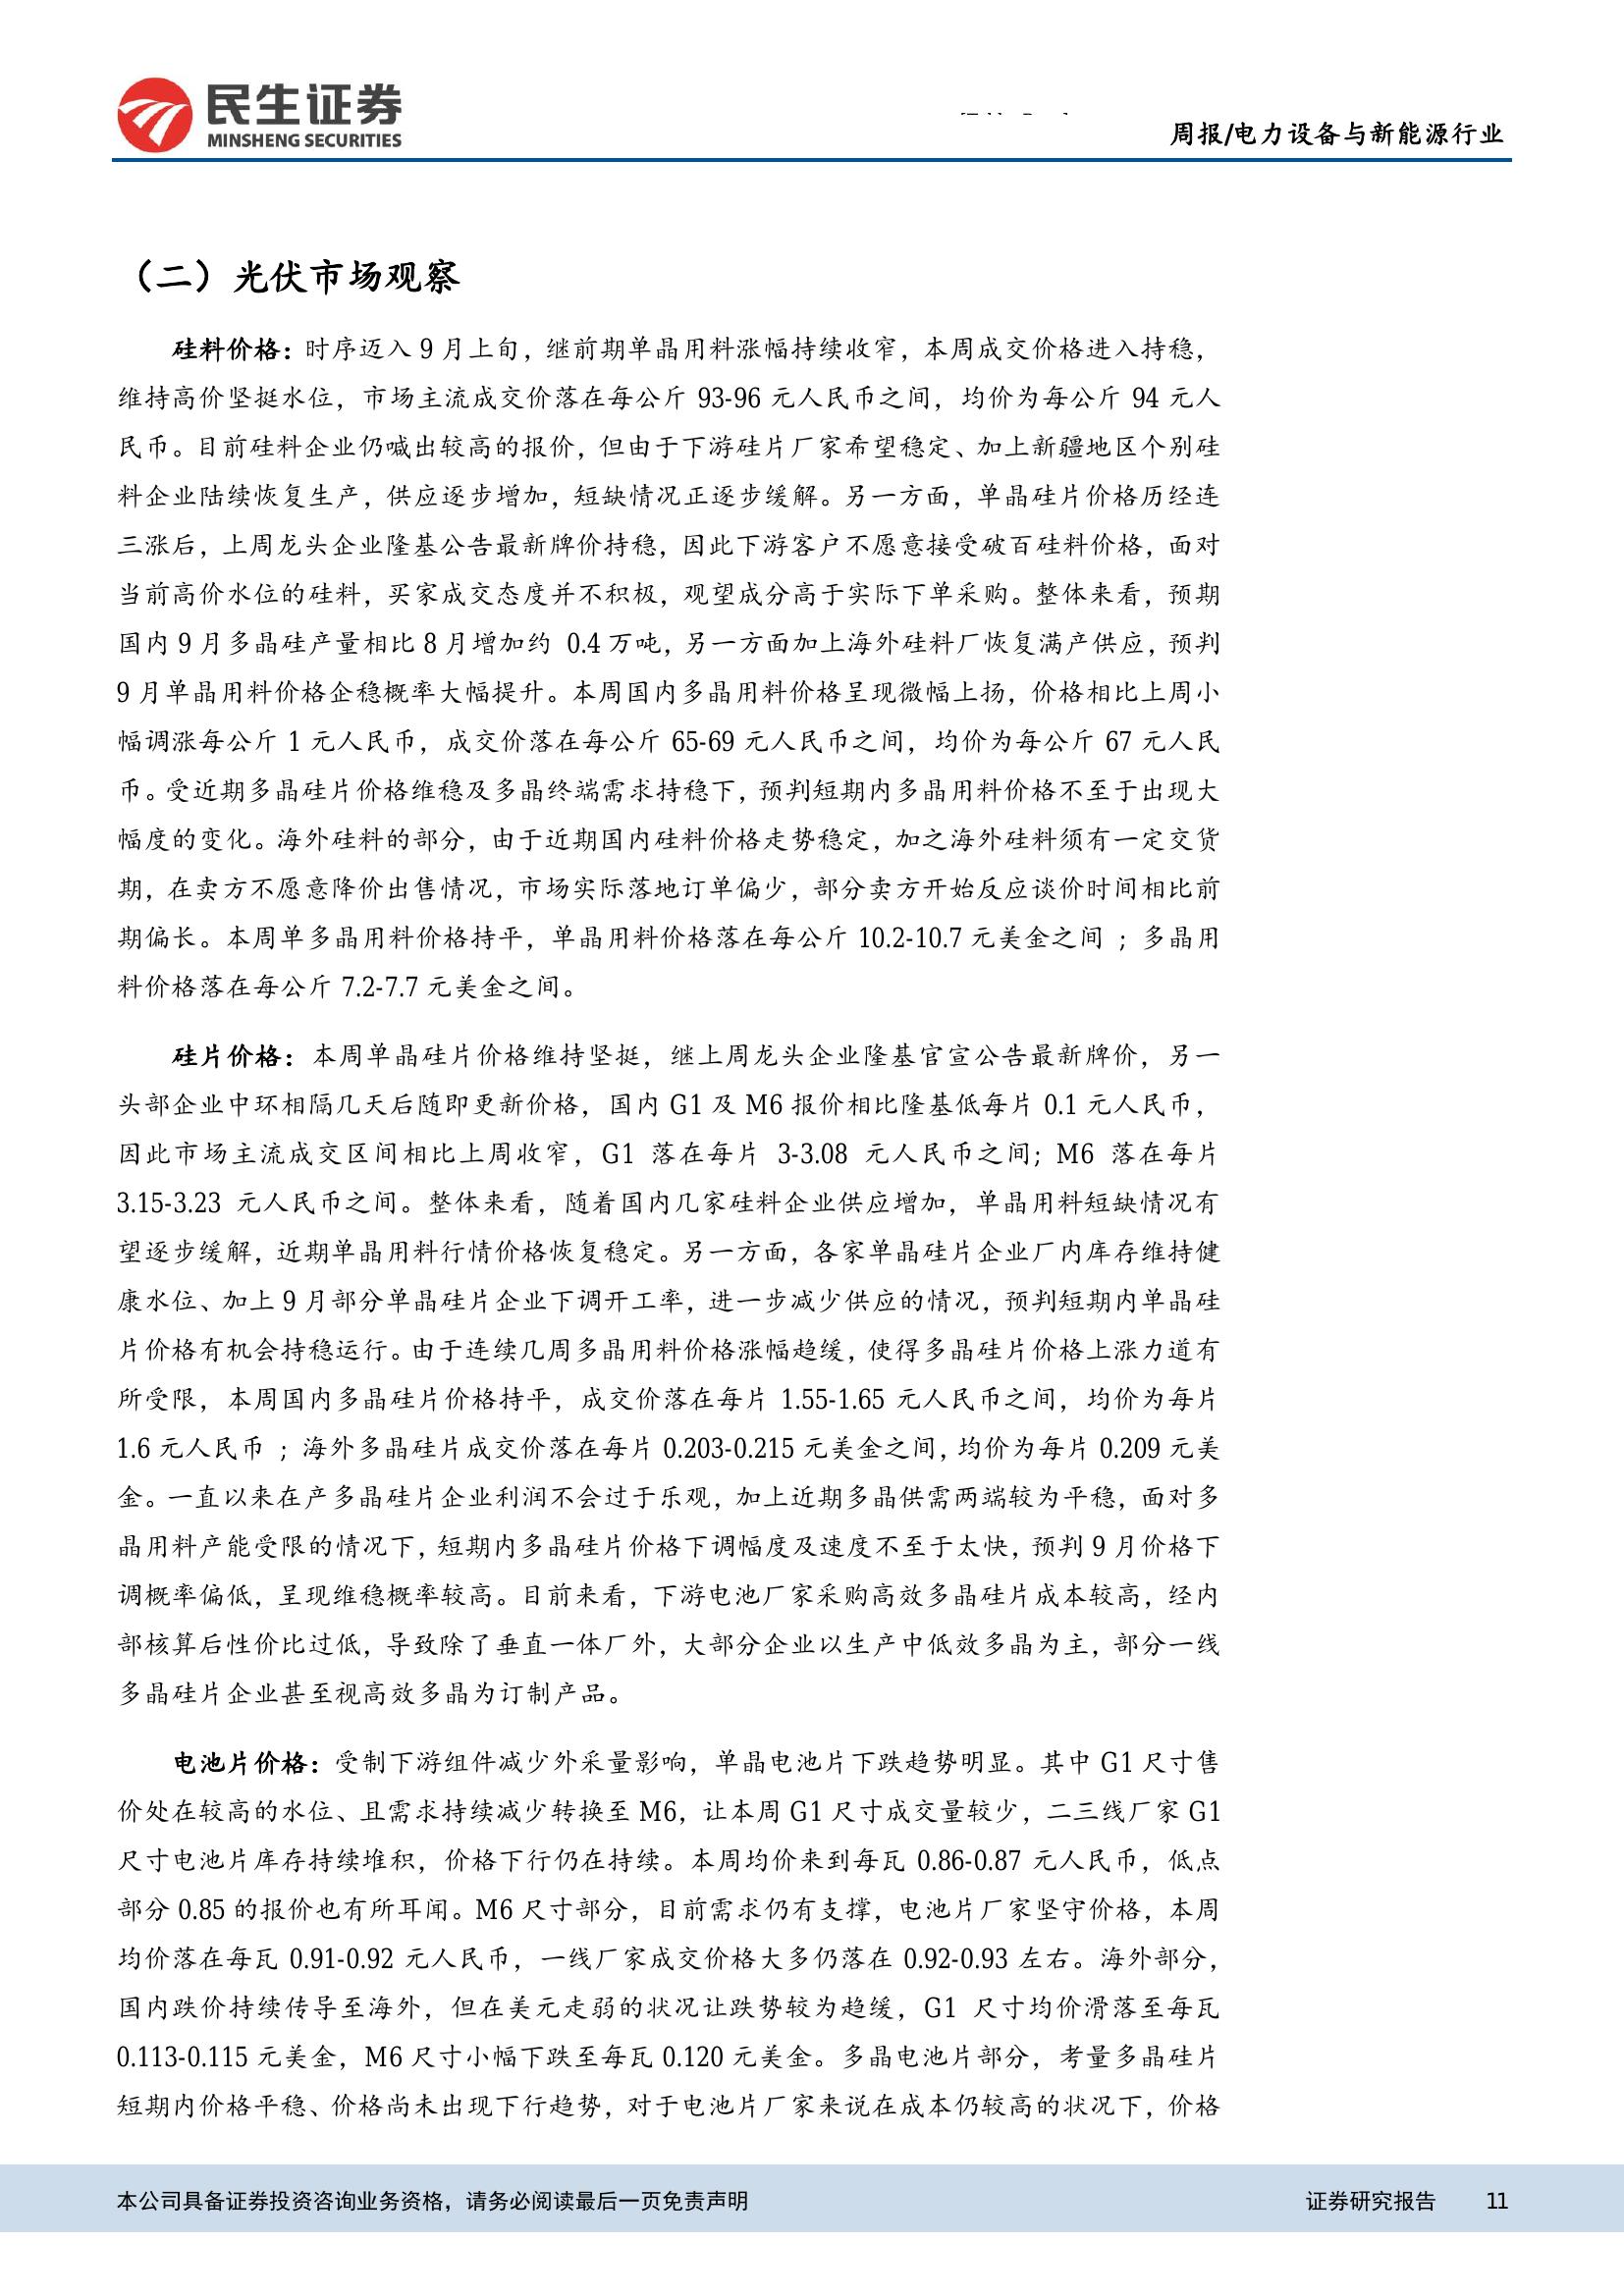 民生证券
MINSHENG SECURITIES
周报/电力设备与新能源行业
（二）光伏市场观察
硅料价格：时序迈入 9 月上旬，继前期单晶用料涨幅持续收窄，本周成交价格进入持稳，
维持高价坚挺水位，市场主流成交价落在每公斤 93-96 元人民币之间，均价为每公斤 94 元人
民币。目前硅料企业仍喊出较高的报价，但由于下游硅片厂家希望稳定、加上新疆地区个别硅
料企业陆续恢复生产，供应逐步增加，短缺情况正逐步缓解。另一方面，单晶硅片价格历经连
三涨后，上周龙头企业隆基公告最新牌价持稳，因此下游客户不愿意接受破百硅料价格，面对
当前高价水位的硅料，买家成交态度并不积极，观望成分高于实际下单采购。整体来看，预期
国内 9 月多晶硅产量相比 8 月增加约 0.4 万吨，另一方面加上海外硅料厂恢复满产供应，预判
9 月单晶用料价格企稳概率大幅提升。本周国内多晶用料价格呈现微幅上扬，价格相比上周小
幅调涨每公斤 1 元人民币，成交价落在每公斤 65-69 元人民币之间，均价为每公斤 67 元人民
币。受近期多晶硅片价格维稳及多晶终端需求持稳下，预判短期内多晶用料价格不至于出现大
幅度的变化。海外硅料的部分，由于近期国内硅料价格走势稳定，加之海外硅料须有一定交货
期，在卖方不愿意降价出售情况，市场实际落地订单偏少，部分卖方开始反应谈价时间相比前
期偏长。本周单多晶用料价格持平，单晶用料价格落在每公斤 10.2-10.7 元美金之间 ；多晶用
料价格落在每公斤 7.2-7.7 元美金之间。
硅片价格：本周单晶硅片价格维持坚挺，继上周龙头企业隆基官宣公告最新牌价，另一
头部企业中环相隔几天后随即更新价格，国内 G1 及 M6 报价相比隆基低每片 0.1 元人民币，
因此市场主流成交区间相比上周收窄，G1 落在每片 3-3.08 元人民币之间；M6 落在每片
3.15-3.23 元人民币之间。整体来看，随着国内几家硅料企业供应增加，单晶用料短缺情况有
望逐步缓解，近期单晶用料行情价格恢复稳定。另一方面，各家单晶硅片企业厂内库存维持健
康水位、加上 9 月部分单晶硅片企业下调开工率，进一步减少供应的情况，预判短期内单晶硅
片价格有机会持稳运行。由于连续几周多晶用料价格涨幅趋缓，使得多晶硅片价格上涨力道有
所受限，本周国内多晶硅片价格持平，成交价落在每片 1.55-1.65 元人民币之间，均价为每片
1.6 元人民币 ；海外多晶硅片成交价落在每片 0.203-0.215 元美金之间，均价为每片 0.209 元美
金。一直以来在产多晶硅片企业利润不会过于乐观，加上近期多晶供需两端较为平稳，面对多
晶用料产能受限的情况下，短期内多晶硅片价格下调幅度及速度不至于太快，预判 9 月价格下
调概率偏低，呈现维稳概率较高。目前来看，下游电池厂家采购高效多晶硅片成本较高，经内
部核算后性价比过低，导致除了垂直一体厂外，大部分企业以生产中低效多晶为主，部分一线
多晶硅片企业甚至视高效多晶为订制产品。
电池片价格：受制下游组件减少外采量影响，单晶电池片下跌趋势明显。其中 G1 尺寸售
价处在较高的水位、且需求持续减少转换至 M6，让本周 G1 尺寸成交量较少，二三线厂家 G1
尺寸电池片库存持续堆积，价格下行仍在持续。本周均价来到每瓦 0.86-0.87 元人民币，低点
部分 0.85 的报价也有所耳闻。M6 尺寸部分，目前需求仍有支撑，电池片厂家坚守价格，本周
均价落在每瓦 0.91-0.92 元人民币，一线厂家成交价格大多仍落在 0.92-0.93 左右。海外部分，
国内跌价持续传导至海外，但在美元走弱的状况让跌势较为趋缓，G1 尺寸均价滑落至每瓦
0.113-0.115 元美金，M6 尺寸小幅下跌至每瓦 0.120 元美金。多晶电池片部分，考量多晶硅片
短期内价格平稳、价格尚未出现下行趋势，对于电池片厂家来说在成本仍较高的状况下，价格
本公司具备证券投资咨询业务资格，请务必阅读最后一页免责声明
证券研究报告 11